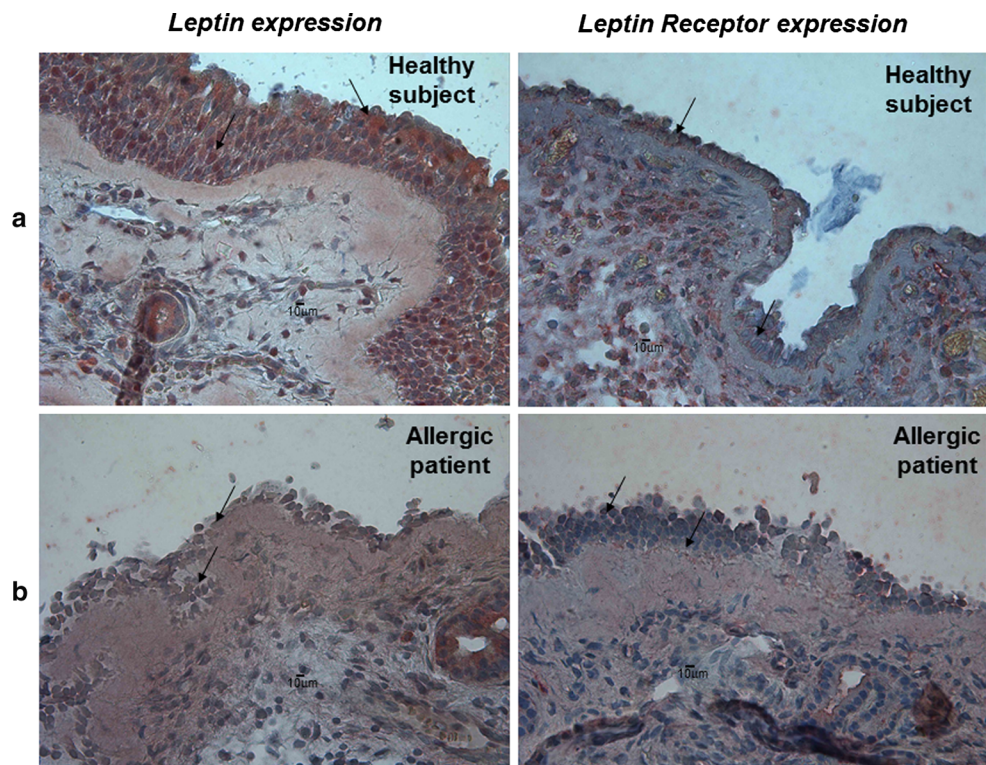 Leptin expression
Leptin Receptor expression
a
Healthy
subject
10µm
Healthy
subject
10µm
b
Allergic
patient
10µm
Allergic
patient
10µm